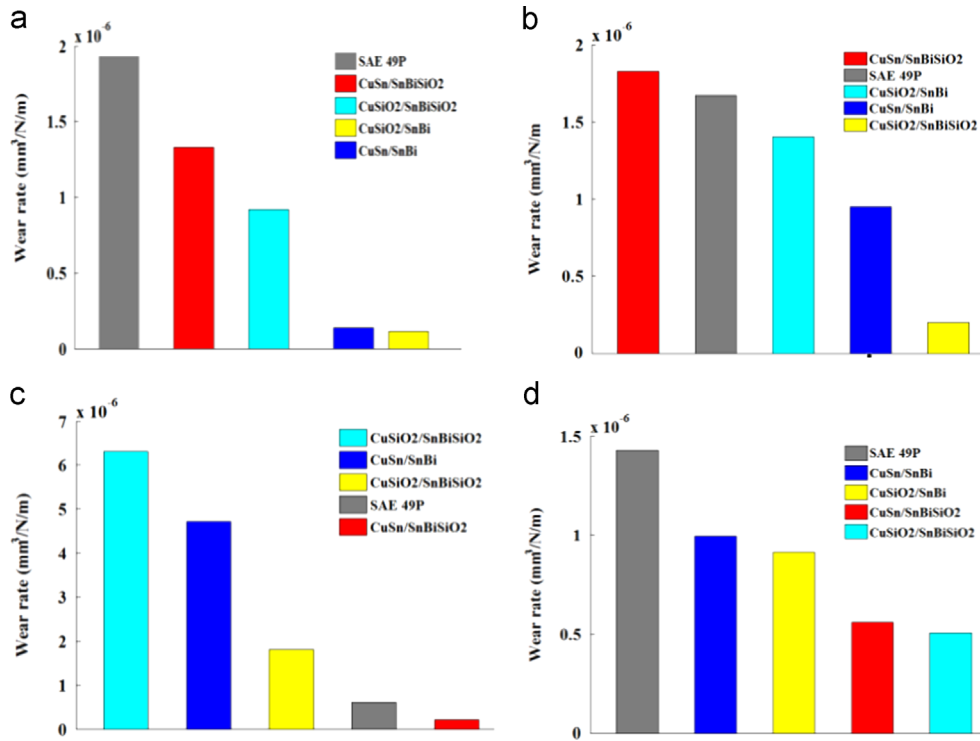 a
x 10-6
2
1.5
1
0.5
0
Wear rate (mm3/N/m)
SAE 49P
CuSn/SnBiSiO2
CuSiO2/SnBiSiO2
CuSiO2/SnBi
CuSn/SnBi
b
x 10-6
2
1.5
1
0.5
0
Wear rate (mm3/N/m)
CuSn/SnBiSiO2
SAE 49P
CuSiO2/SnBi
CuSn/SnBi
CuSiO2/SnBiSiO2
c
x 10-6
7
6
5
4
3
2
1
0
Wear rate (mm3/N/m)
CuSiO2/SnBiSiO2
CuSn/SnBi
CuSiO2/SnBiSiO2
SAE 49P
CuSn/SnBiSiO2
d
x 10-6
1.5
1
0.5
0
Wear rate (mm3/N/m)
SAE 49P
CuSn/SnBi
CuSiO2/SnBi
CuSn/SnBiSiO2
CuSiO2/SnBiSiO2